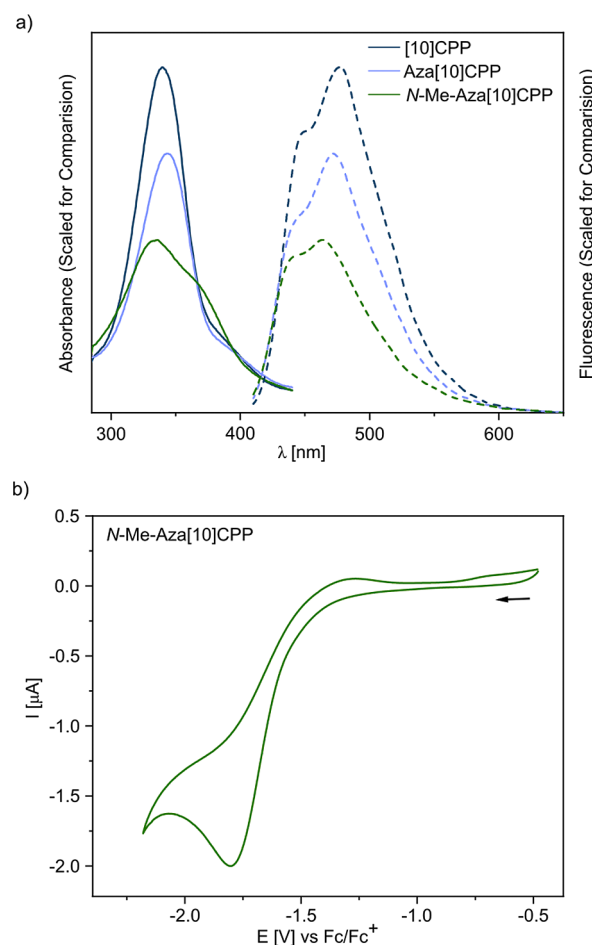 a)
[10]CPP
Aza[10]CPP
N-Me-Aza[10]CPP
Absorbance (Scaled for Comparision)
Fluorescence (Scaled for Comparision)
300 400 500 600
λ [nm]
b)
N-Me-Aza[10]CPP
0.5
0.0
-0.5
-1.0
-1.5
-2.0
I [μA]
-2.0 -1.5 -1.0 -0.5
E [V] vs Fc/Fc+